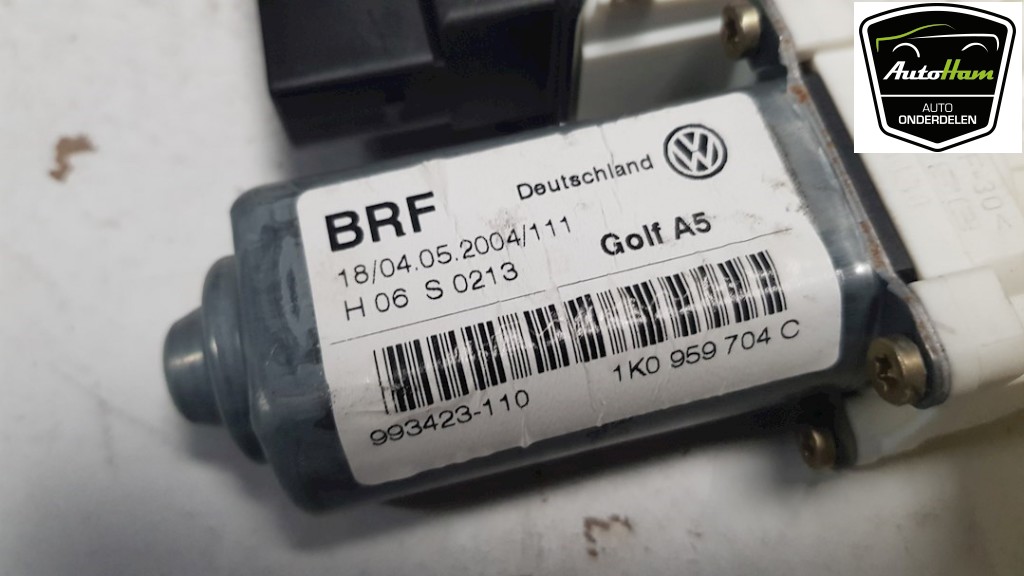 AutoHam
AUTO
ONDERDELEN
BRF
Deutschland
18/04.05.2004/111
Golf A5
H 06 S 0213
993423-110
1K0 959 704 C